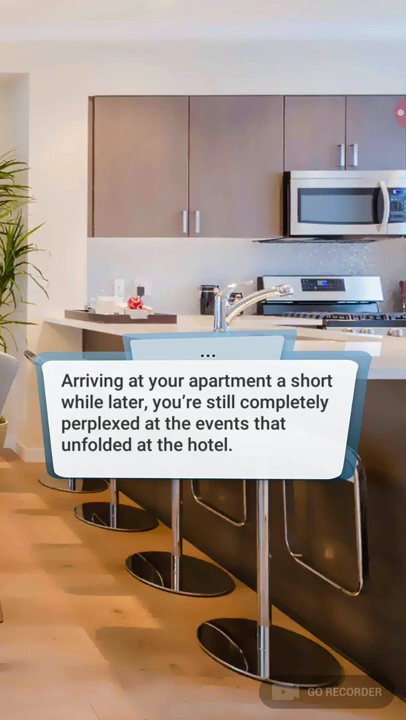 ...
Arriving at your apartment a short
while later, you’re still completely
perplexed at the events that
unfolded at the hotel.
GO RECORDER